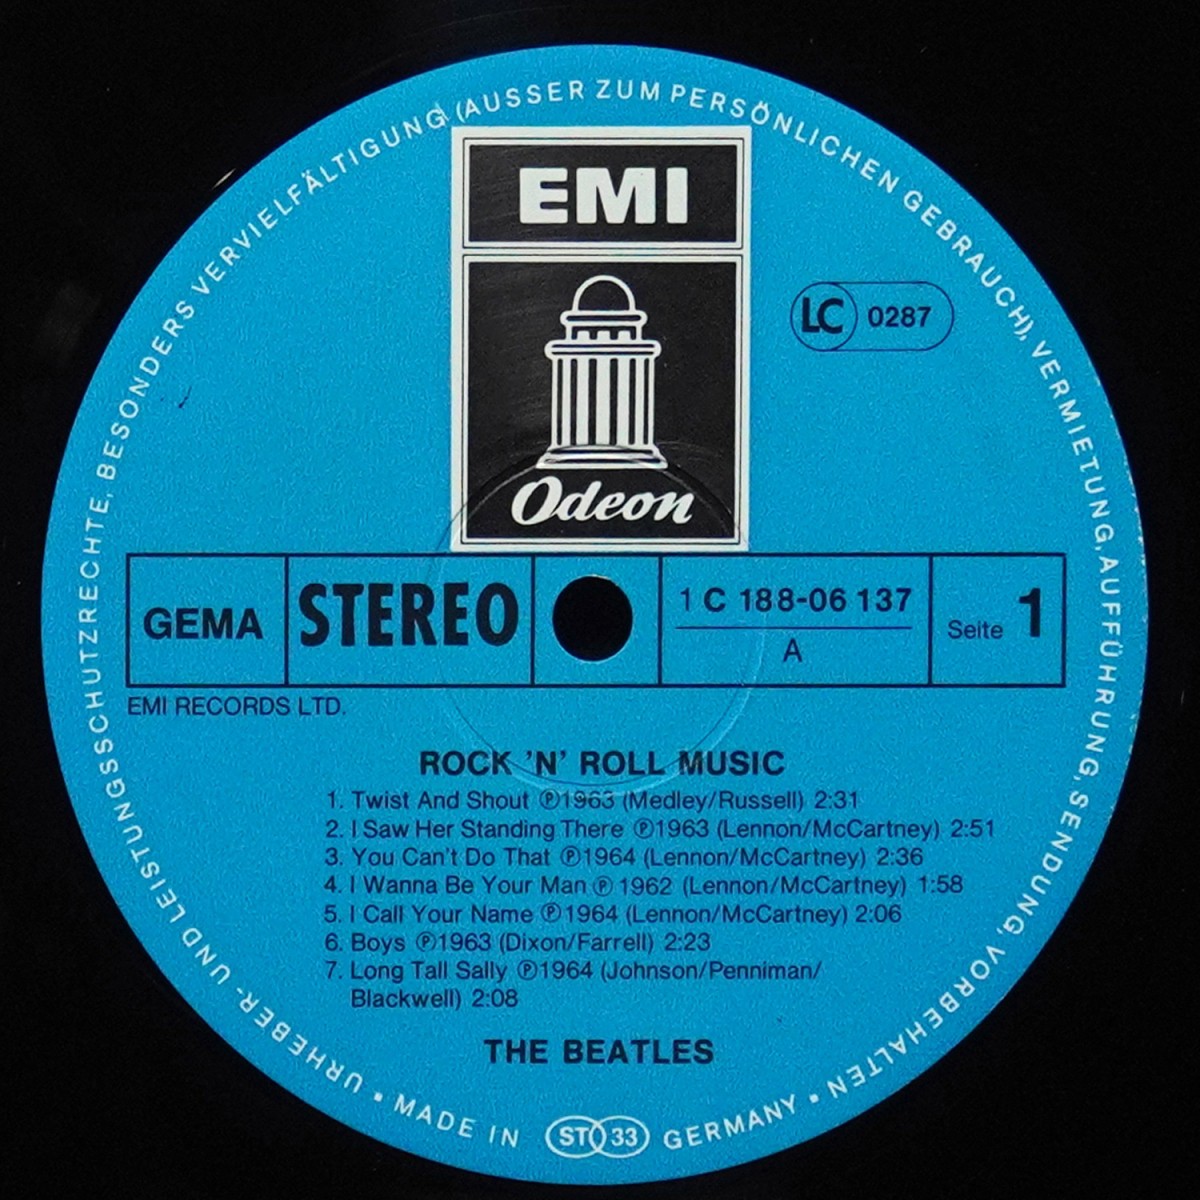 URHEBER- UND LEISTUNGSSCHUTZRECHTE, BESONDERS VERVIELFÄLTIGUNG (AUSSER ZUM PERSÖNLICHEN GEBRAUCH), VERMIETUNG, AUFFÜHRUNG, SENDUNG, VORBEHALTEN
EMI
LC 0287
Odeon
GEMA
STEREO
1 C 188-06 137
A
Seite 1
EMI RECORDS LTD.
ROCK 'N' ROLL MUSIC
1. Twist And Shout ℗1963 (Medley/Russell) 2:31
2. I Saw Her Standing There ℗1963 (Lennon/McCartney) 2:51
3. You Can't Do That ℗1964 (Lennon/McCartney) 2:36
4. I Wanna Be Your Man ℗ 1962 (Lennon/McCartney) 1:58
5. I Call Your Name ℗1964 (Lennon/McCartney) 2:06
6. Boys ℗1963 (Dixon/Farrell) 2:23
7. Long Tall Sally ℗1964 (Johnson/Penniman/
Blackwell) 2:08
THE BEATLES
▪ MADE IN ST 33 GERMANY ▪